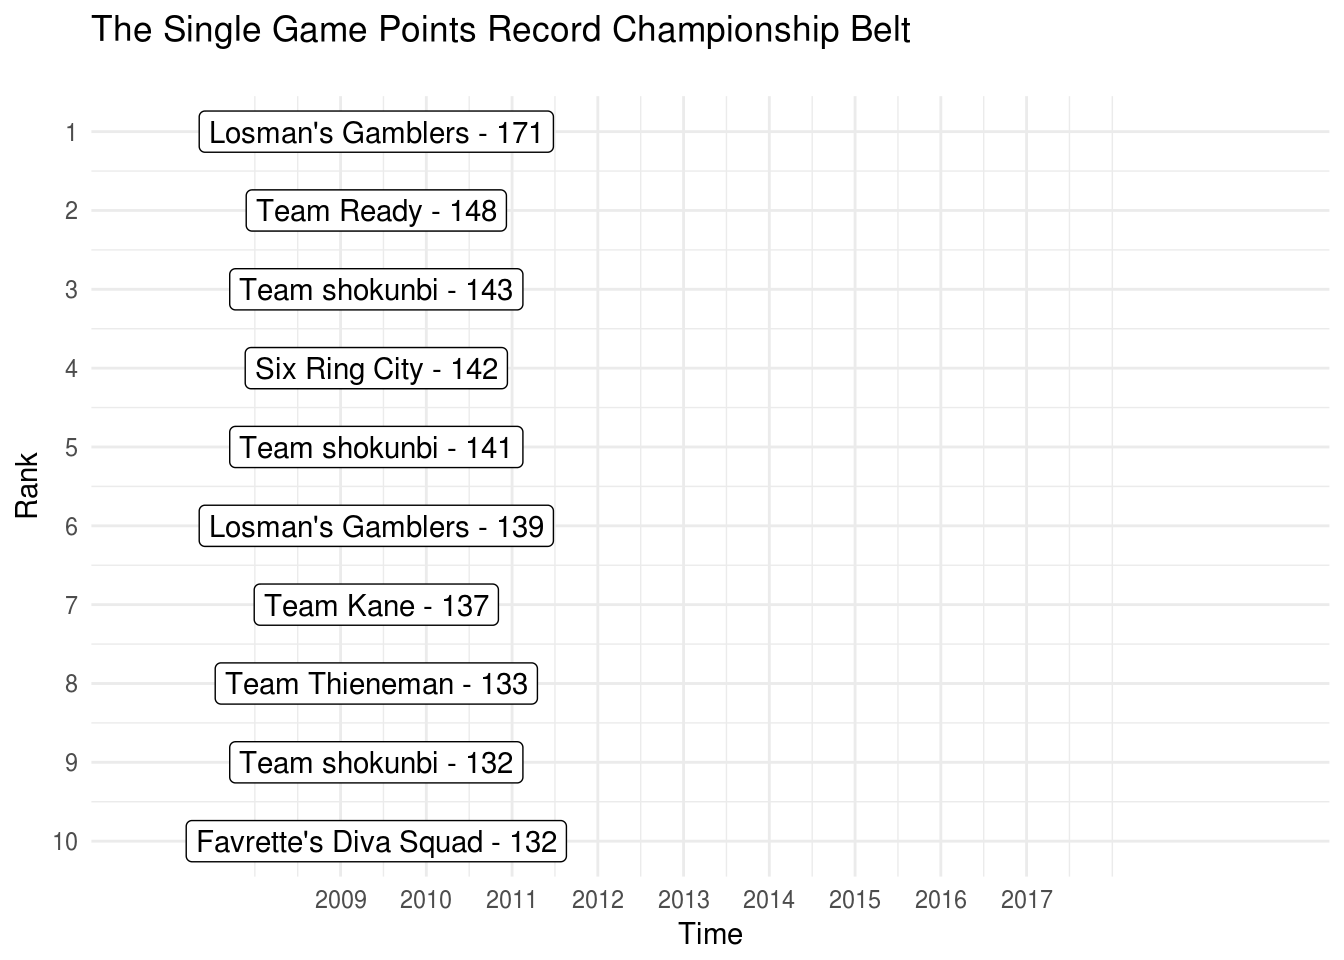 The Single Game Points Record Championship Belt
1 Losman's Gamblers - 171
2 Team Ready - 148
3 Team shokunbi - 143
4 Six Ring City - 142
5 Team shokunbi - 141
6 Losman's Gamblers - 139
7 Team Kane - 137
8 Team Thieneman - 133
9 Team shokunbi - 132
10 Favrette's Diva Squad - 132
Rank
2009 2010 2011 2012 2013 2014 2015 2016 2017
Time